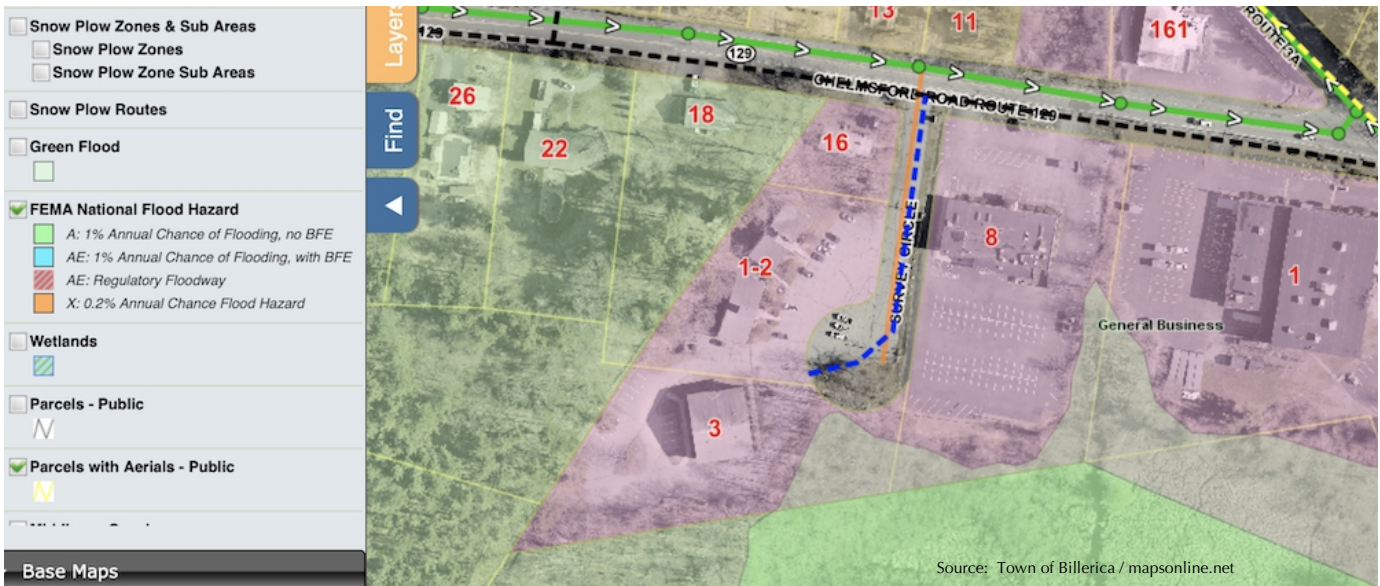 Snow Plow Zones & Sub Areas
Snow Plow Zones
Snow Plow Zone Sub Areas
Snow Plow Routes
Green Flood
FEMA National Flood Hazard
A: 1% Annual Chance of Flooding, no BFE
AE: 1% Annual Chance of Flooding, with BFE
AE: Regulatory Floodway
X: 0.2% Annual Chance Flood Hazard
Wetlands
Parcels - Public
Parcels with Aerials - Public
Base Maps
Layers
Find
13
11
161
ROUTE 3A
129
129
CHELMSFORD ROAD ROUTE 129
26
22
18
16
1-2
SURVEY CIRCLE
8
1
General Business
3
Source: Town of Billerica / mapsonline.net